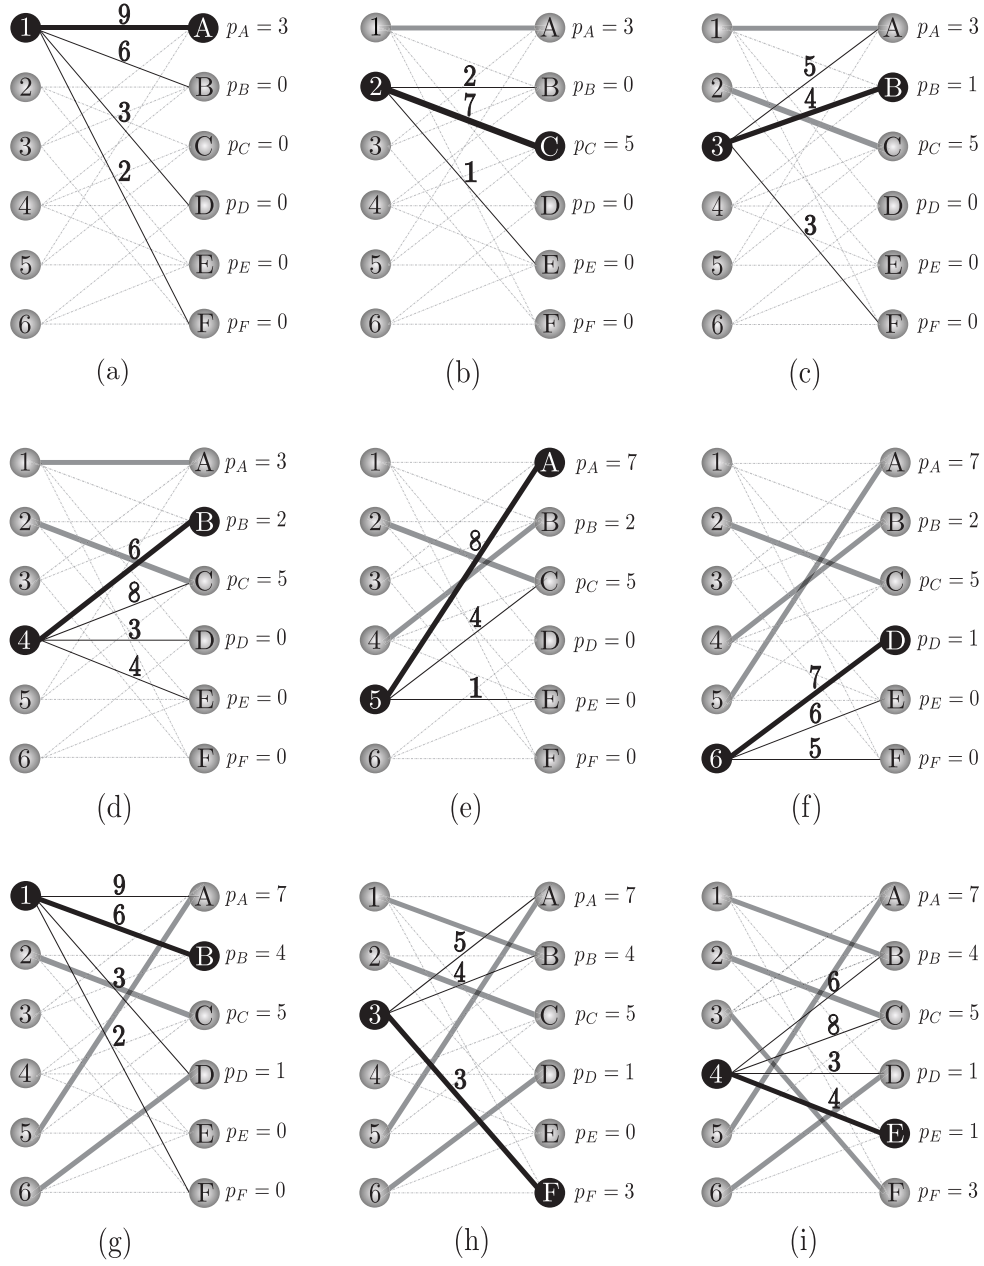 9
1 A p_A = 3
6
2 B p_B = 0
3
3 C p_C = 0
2
4 D p_D = 0
5 E p_E = 0
6 F p_F = 0
(a)
1 A p_A = 3
2
2 B p_B = 0
7
3 C p_C = 5
1
4 D p_D = 0
5 E p_E = 0
6 F p_F = 0
(b)
1 A p_A = 3
5
2 B p_B = 1
4
3 C p_C = 5
4 D p_D = 0
3
5 E p_E = 0
6 F p_F = 0
(c)
1 A p_A = 3
2 B p_B = 2
6
3 C p_C = 5
8
4 D p_D = 0
3
4
5 E p_E = 0
6 F p_F = 0
(d)
1 A p_A = 7
2 B p_B = 2
8
3 C p_C = 5
4
4 D p_D = 0
1
5 E p_E = 0
6 F p_F = 0
(e)
1 A p_A = 7
2 B p_B = 2
3 C p_C = 5
4 D p_D = 1
7
5 E p_E = 0
6
5
6 F p_F = 0
(f)
9
1 A p_A = 7
6
2 B p_B = 4
3
3 C p_C = 5
2
4 D p_D = 1
5 E p_E = 0
6 F p_F = 0
(g)
1 A p_A = 7
5
2 B p_B = 4
4
3 C p_C = 5
4 D p_D = 1
3
5 E p_E = 0
6 F p_F = 3
(h)
1 A p_A = 7
2 B p_B = 4
6
3 C p_C = 5
8
3
4 D p_D = 1
4
5 E p_E = 1
6 F p_F = 3
(i)